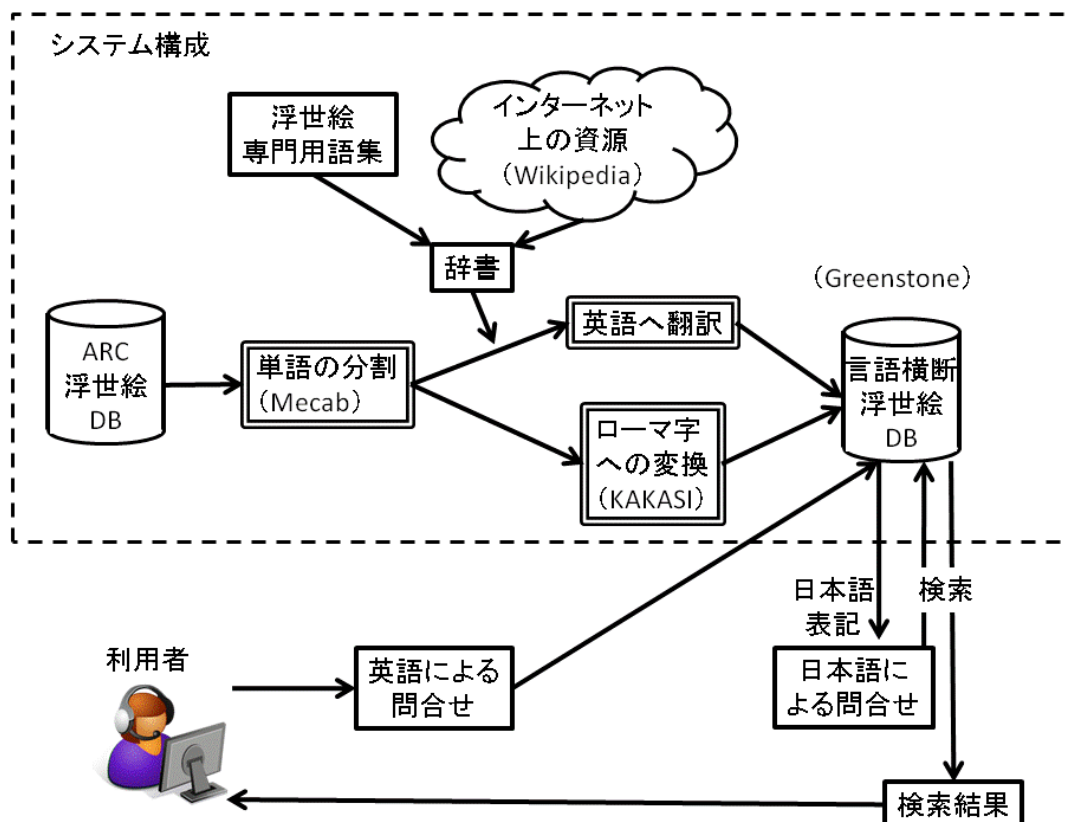 システム構成
浮世絵
専門用語集
インターネット
上の資源
（Wikipedia）
辞書
（Greenstone）
ARC
浮世絵
DB
単語の分割
（Mecab）
英語へ翻訳
ローマ字
への変換
（KAKASI）
言語横断
浮世絵
DB
日本語
表記
検索
利用者
英語による
問合せ
日本語に
よる問合せ
検索結果